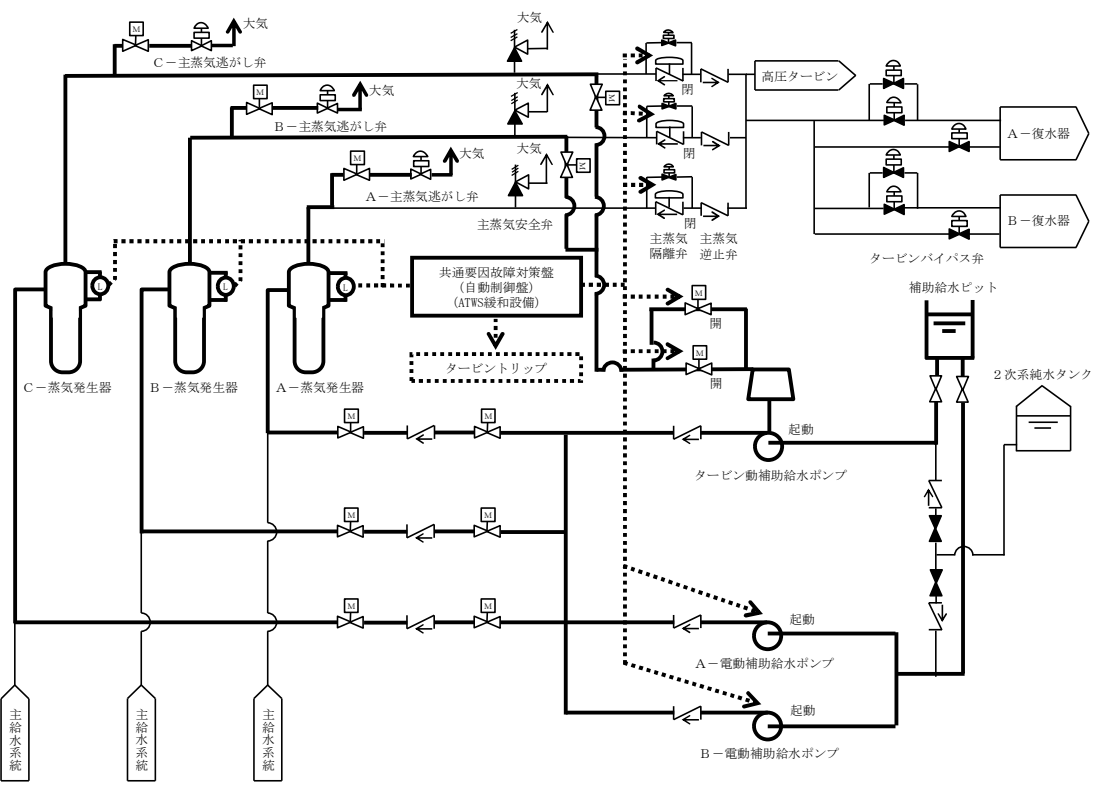 大気
M
C－主蒸気逃がし弁
大気
M
B－主蒸気逃がし弁
大気
M
A－主蒸気逃がし弁
大気
大気
大気
主蒸気安全弁
M
M
閉
閉
閉
主蒸気
隔離弁
主蒸気
逆止弁
高圧タービン
A－復水器
B－復水器
タービンバイパス弁
L
L
L
共通要因故障対策盤
(自動制御盤)
(ATWS緩和設備)
タービントリップ
C－蒸気発生器
B－蒸気発生器
A－蒸気発生器
M
開
M
開
補助給水ピット
２次系純水タンク
M
M
起動
タービン動補助給水ポンプ
M
M
M
M
起動
A－電動補助給水ポンプ
起動
B－電動補助給水ポンプ
主給水系統
主給水系統
主給水系統